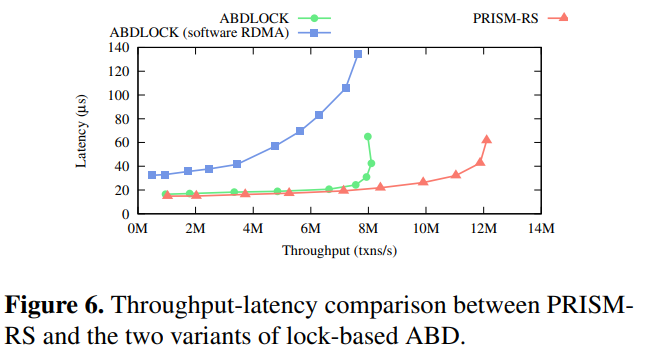 ABDLOCK
ABDLOCK (software RDMA)
PRISM-RS
140
120
100
80
60
40
20
0
Latency (μs)
0M 2M 4M 6M 8M 10M 12M 14M
Throughput (txns/s)
Figure 6. Throughput-latency comparison between PRISM-
RS and the two variants of lock-based ABD.